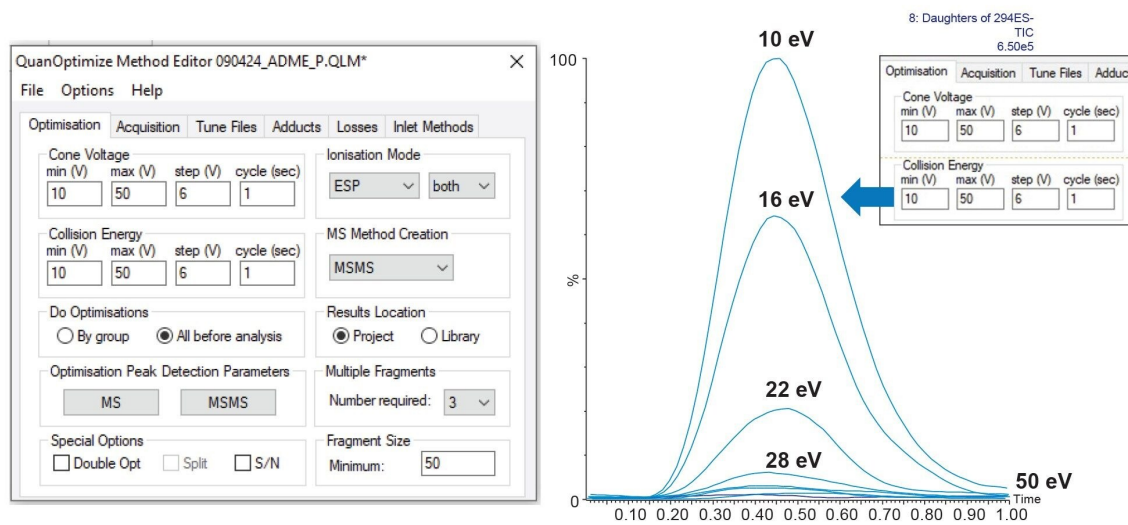 QuanOptimize Method Editor 090424_ADME_P.QLM*
File Options Help
Optimisation Acquisition Tune Files Adducts Losses Inlet Methods
Cone Voltage
min (V) max (V) step (V) cycle (sec)
10 50 6 1
Ionisation Mode
ESP both
Collision Energy
min (V) max (V) step (V) cycle (sec)
10 50 6 1
MS Method Creation
MSMS
Do Optimisations
By group All before analysis
Results Location
Project Library
Optimisation Peak Detection Parameters
MS MSMS
Multiple Fragments
Number required: 3
Special Options
Double Opt Split S/N
Fragment Size
Minimum: 50
8: Daughters of 294ES-
TIC
6.50e5
10 eV
100
16 eV
%
22 eV
28 eV
50 eV
0
Time
0.10 0.20 0.30 0.40 0.50 0.60 0.70 0.80 0.90 1.00
Optimisation Acquisition Tune Files Adduc
Cone Voltage
min (V) max (V) step (V) cycle (sec)
10 50 6 1
Collision Energy
min (V) max (V) step (V) cycle (sec)
10 50 6 1